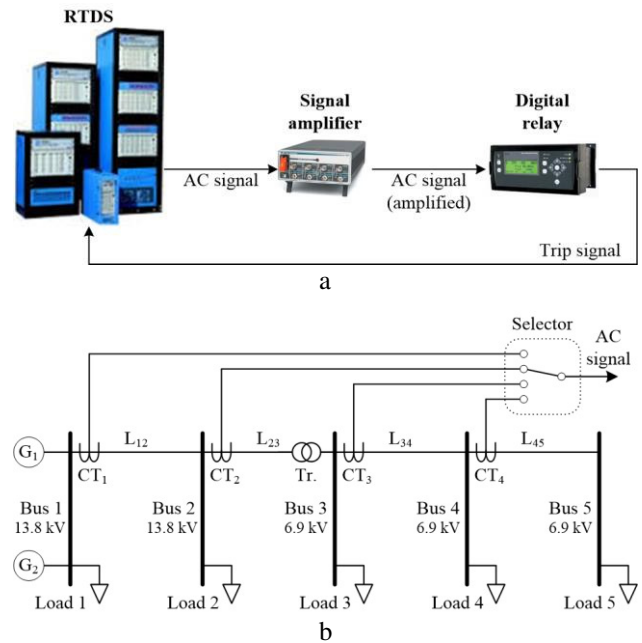 RTDS
Signal
amplifier
Digital
relay
AC signal
AC signal
(amplified)
Trip signal
a
Selector
AC
signal
G₁
L₁₂
L₂₃
L₃₄
L₄₅
CT₁
CT₂
Tr.
CT₃
CT₄
Bus 1
13.8 kV
Bus 2
13.8 kV
Bus 3
6.9 kV
Bus 4
6.9 kV
Bus 5
6.9 kV
G₂
Load 1
Load 2
Load 3
Load 4
Load 5
b